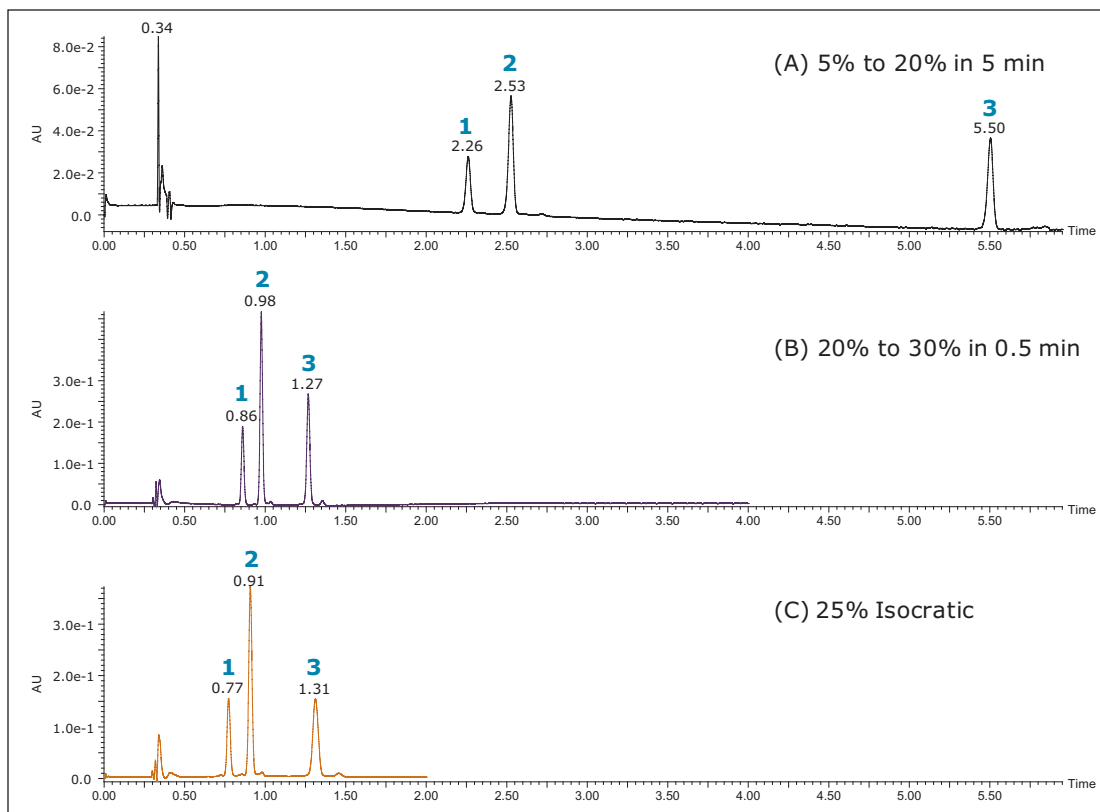 0.34
8.0e-2
(A) 5% to 20% in 5 min
2
2.53
3
5.50
6.0e-2
1
2.26
AU
4.0e-2
2.0e-2
0.0
Time
0.00 0.50 1.00 1.50 2.00 2.50 3.00 3.50 4.00 4.50 5.00 5.50
2
0.98
(B) 20% to 30% in 0.5 min
3
1.27
3.0e-1
1
0.86
AU
2.0e-1
1.0e-1
0.0
Time
0.00 0.50 1.00 1.50 2.00 2.50 3.00 3.50 4.00 4.50 5.00 5.50
2
0.91
(C) 25% Isocratic
3.0e-1
1
0.77
3
1.31
AU
2.0e-1
1.0e-1
0.0
Time
0.00 0.50 1.00 1.50 2.00 2.50 3.00 3.50 4.00 4.50 5.00 5.50